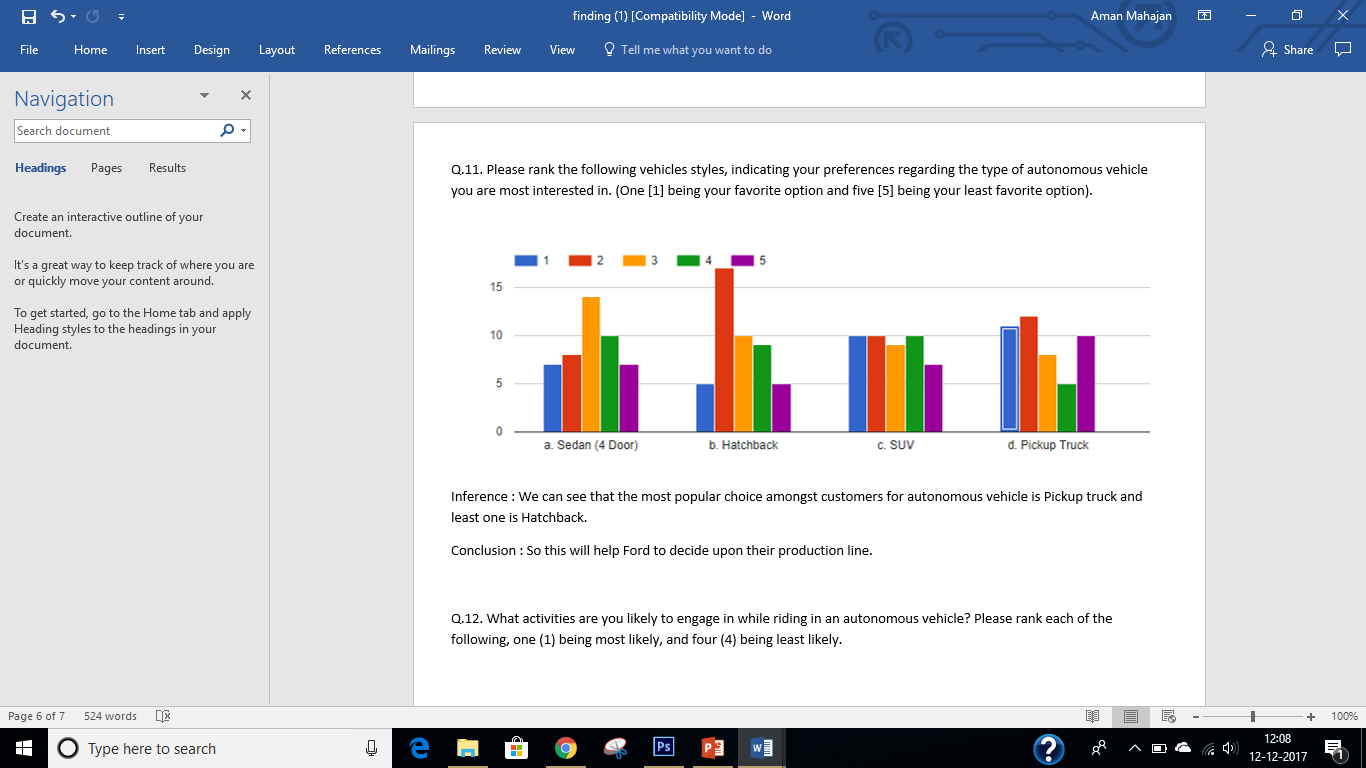 finding (1) [Compatibility Mode] - Word
Aman Mahajan
File Home Insert Design Layout References Mailings Review View Tell me what you want to do
Share
Navigation
Search document
Headings Pages Results
Create an interactive outline of your
document.
It's a great way to keep track of where you are
or quickly move your content around.
To get started, go to the Home tab and apply
Heading styles to the headings in your
document.
Q.11. Please rank the following vehicles styles, indicating your preferences regarding the type of autonomous vehicle
you are most interested in. (One [1] being your favorite option and five [5] being your least favorite option).
1 2 3 4 5
15
10
5
0
a. Sedan (4 Door) b. Hatchback c. SUV d. Pickup Truck
Inference : We can see that the most popular choice amongst customers for autonomous vehicle is Pickup truck and
least one is Hatchback.
Conclusion : So this will help Ford to decide upon their production line.
Q.12. What activities are you likely to engage in while riding in an autonomous vehicle? Please rank each of the
following, one (1) being most likely, and four (4) being least likely.
Page 6 of 7 524 words
100%
Type here to search
Ps
P
W
?
12:08
12-12-2017
1